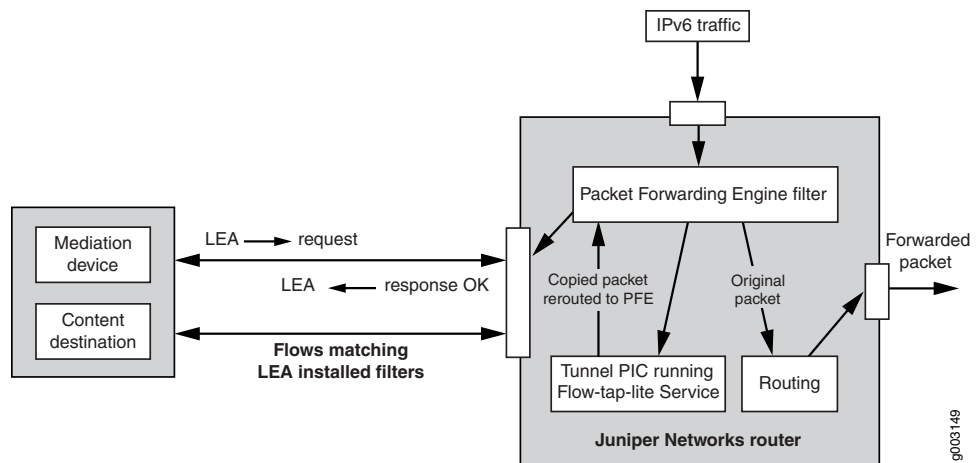 IPv6 traffic
Packet Forwarding Engine filter
Mediation
device
LEA
request
LEA
response OK
Content
destination
Flows matching
LEA installed filters
Copied packet
rerouted to PFE
Original
packet
Forwarded
packet
Tunnel PIC running
Flow-tap-lite Service
Routing
Juniper Networks router
g003149